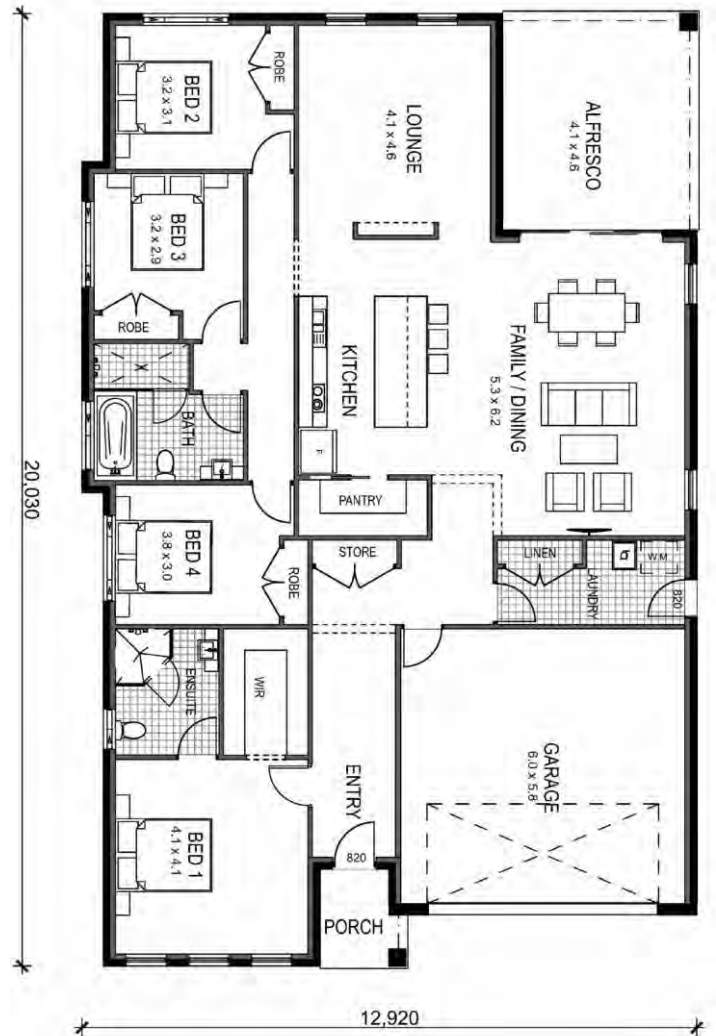 BED 2
3.2 x 3.1
ROBE
LOUNGE
4.1 x 4.6
ALFRESCO
4.1 x 4.6
BED 3
3.2 x 2.9
ROBE
KITCHEN
FAMILY / DINING
5.3 x 6.2
BATH
F
PANTRY
20,030
BED 4
3.8 x 3.0
ROBE
STORE
LINEN
LAUNDRY
W.M
820
ENSUITE
WIR
ENTRY
GARAGE
6.0 x 5.8
BED 1
4.1 x 4.1
820
PORCH
12,920